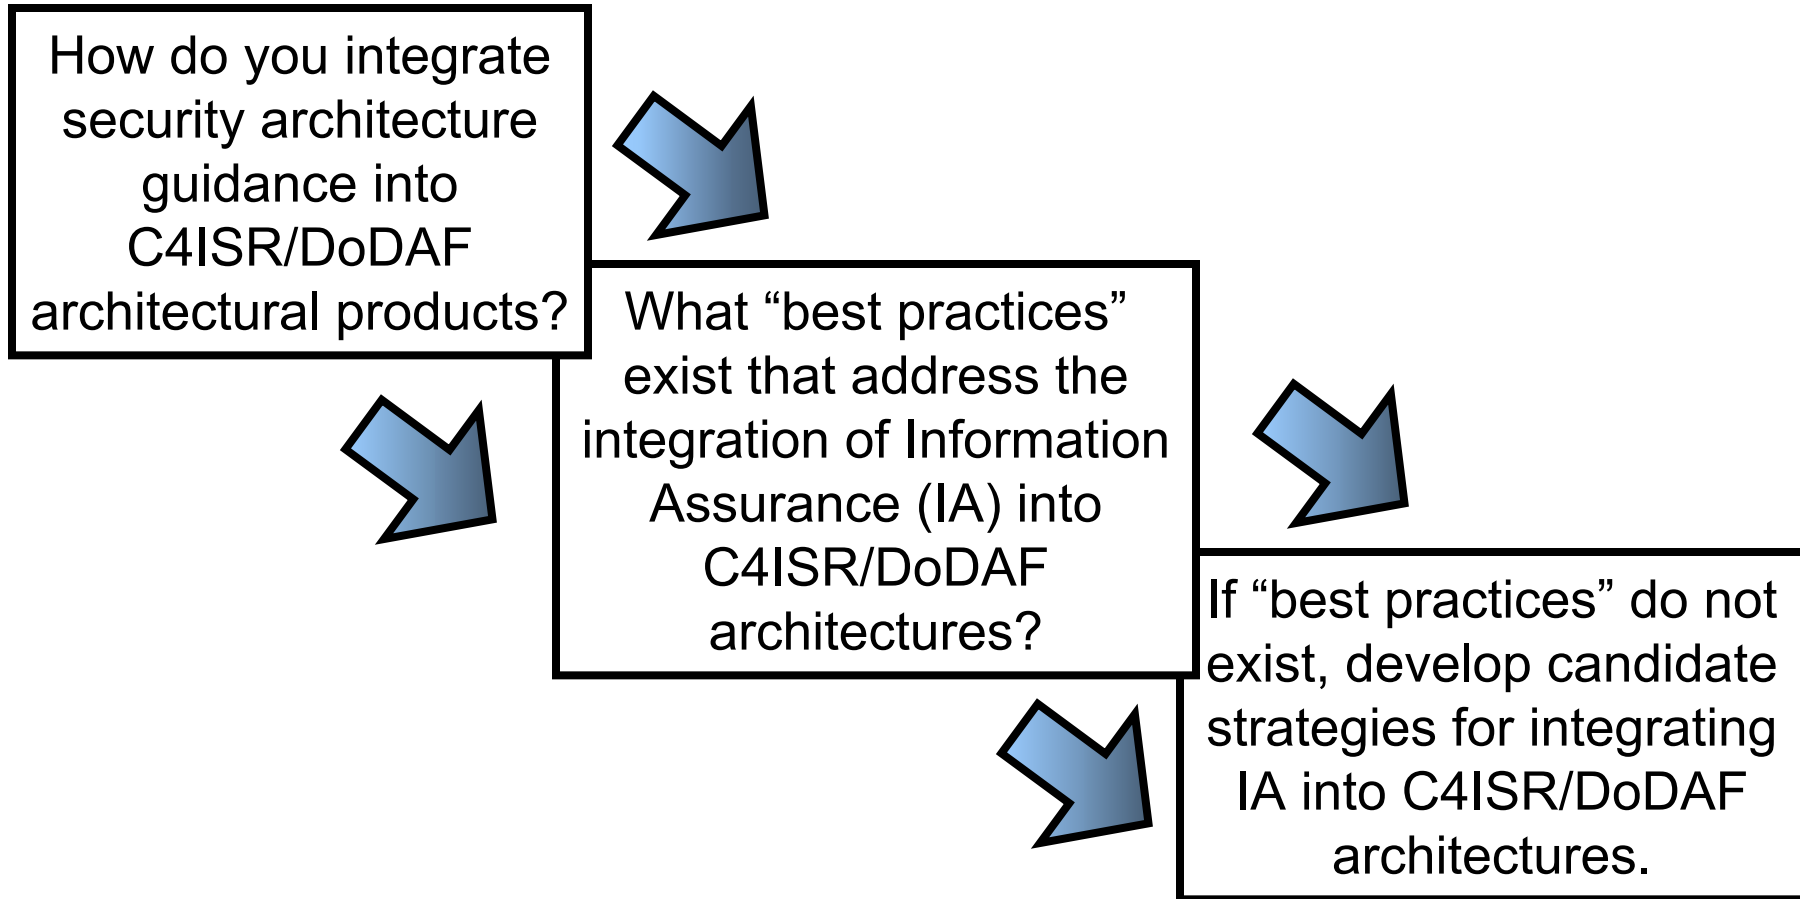 How do you integrate
security architecture
guidance into
C4ISR/DoDAF
architectural products?
What “best practices”
exist that address the
integration of Information
Assurance (IA) into
C4ISR/DoDAF
architectures?
If “best practices” do not
exist, develop candidate
strategies for integrating
IA into C4ISR/DoDAF
architectures.